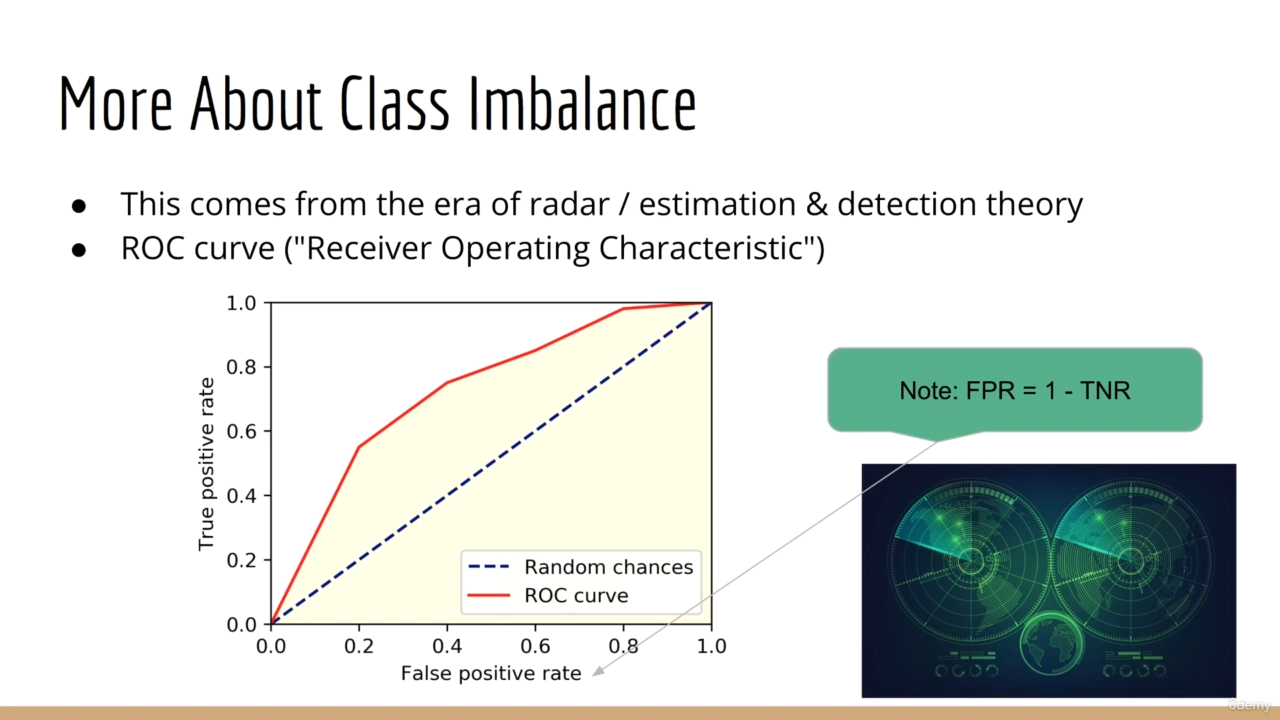 More About Class Imbalance
● This comes from the era of radar / estimation & detection theory
● ROC curve ("Receiver Operating Characteristic")
1.0
0.8
0.6
0.4
0.2
0.0
True positive rate
0.0 0.2 0.4 0.6 0.8 1.0
False positive rate
Random chances
ROC curve
Note: FPR = 1 - TNR
ûdemy